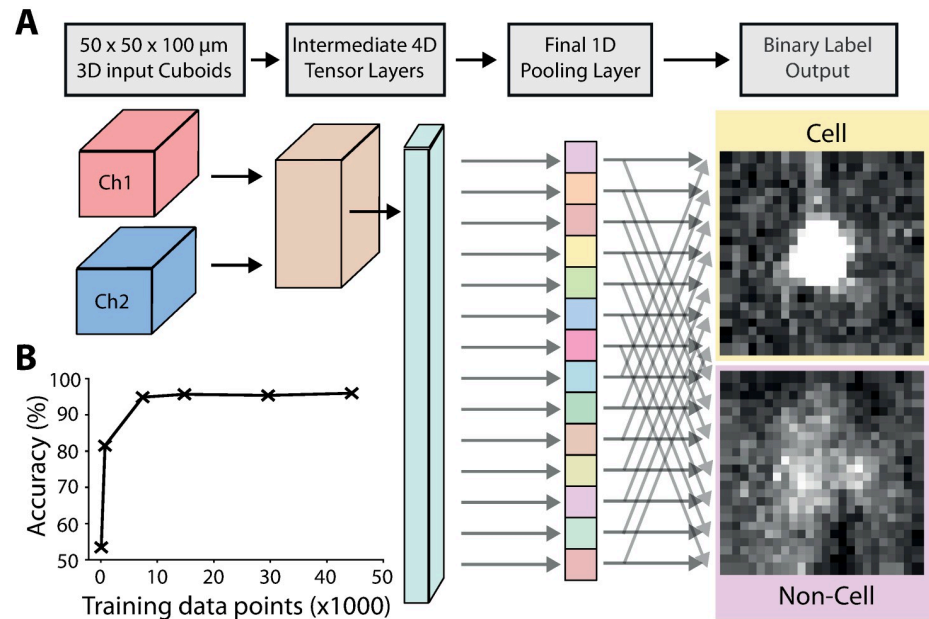 A
50 x 50 x 100 µm
3D input Cuboids
Intermediate 4D
Tensor Layers
Final 1D
Pooling Layer
Binary Label
Output
Ch1
Ch2
Cell
Non-Cell
B
Accuracy (%)
100
90
80
70
60
50
0
10
20
30
40
50
Training data points (x1000)